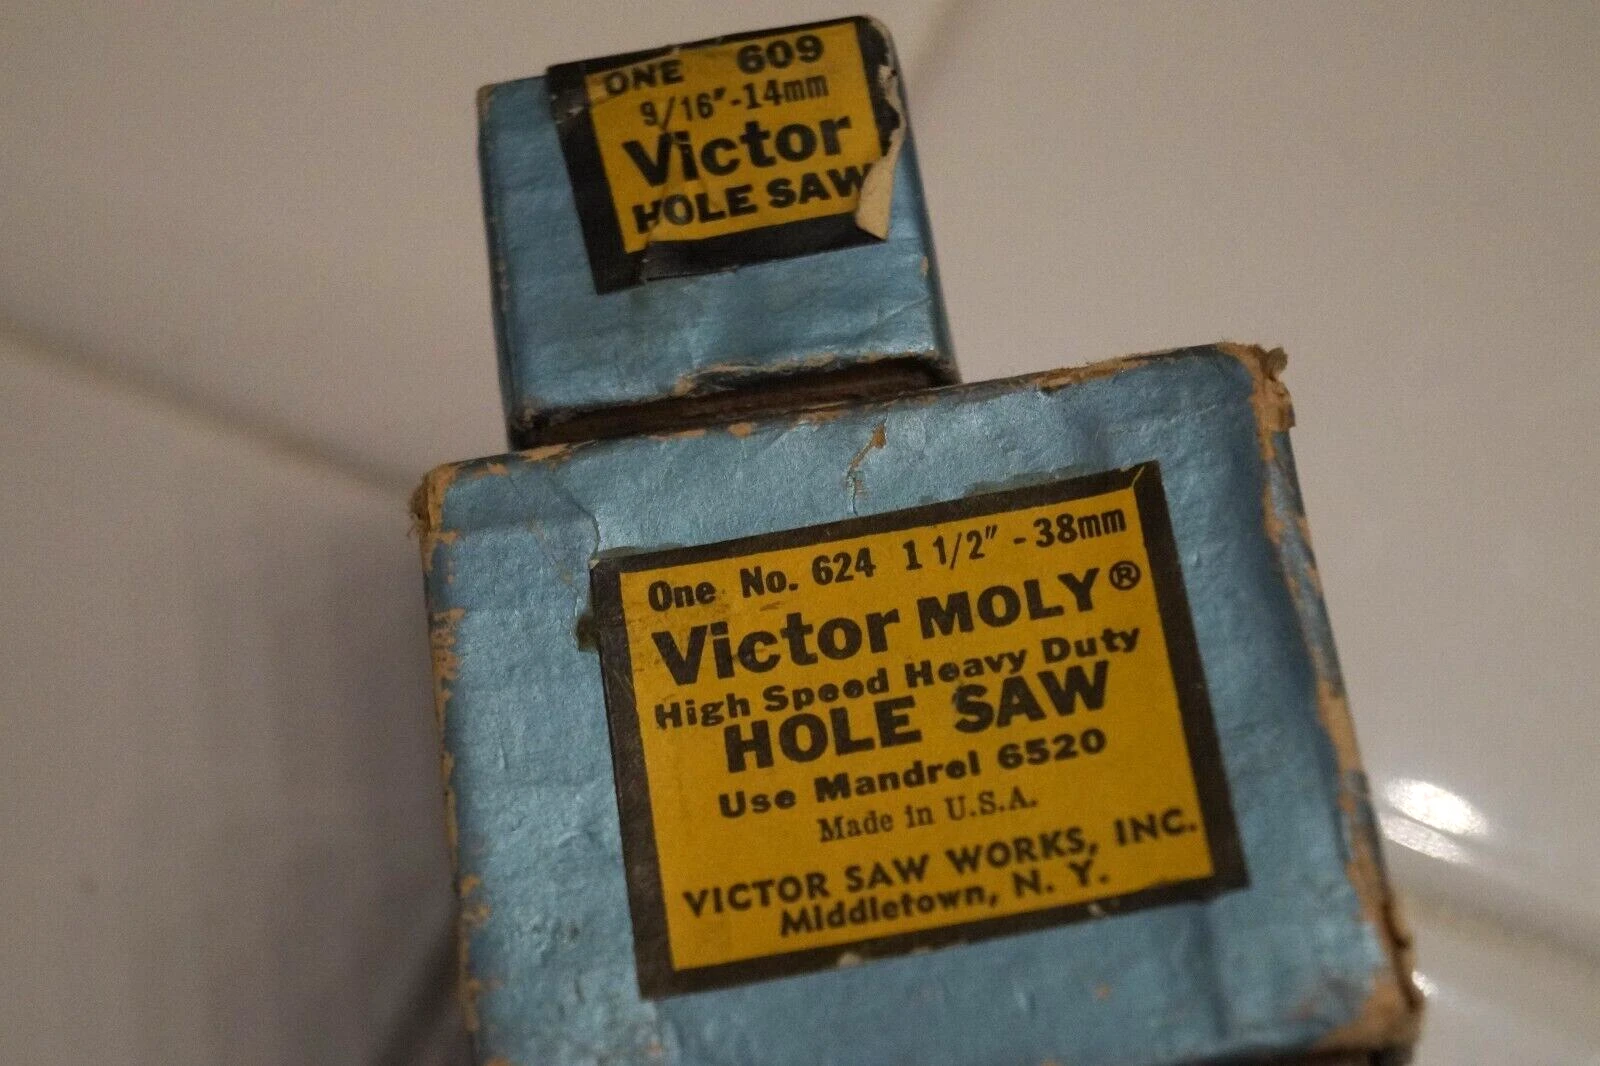 ONE 609
9/16"-14mm
Victor
HOLE SAW
One No. 624 1 1/2" - 38mm
Victor MOLY®
High Speed Heavy Duty
HOLE SAW
Use Mandrel 6520
Made in U.S.A.
VICTOR SAW WORKS, INC.
Middletown, N. Y.